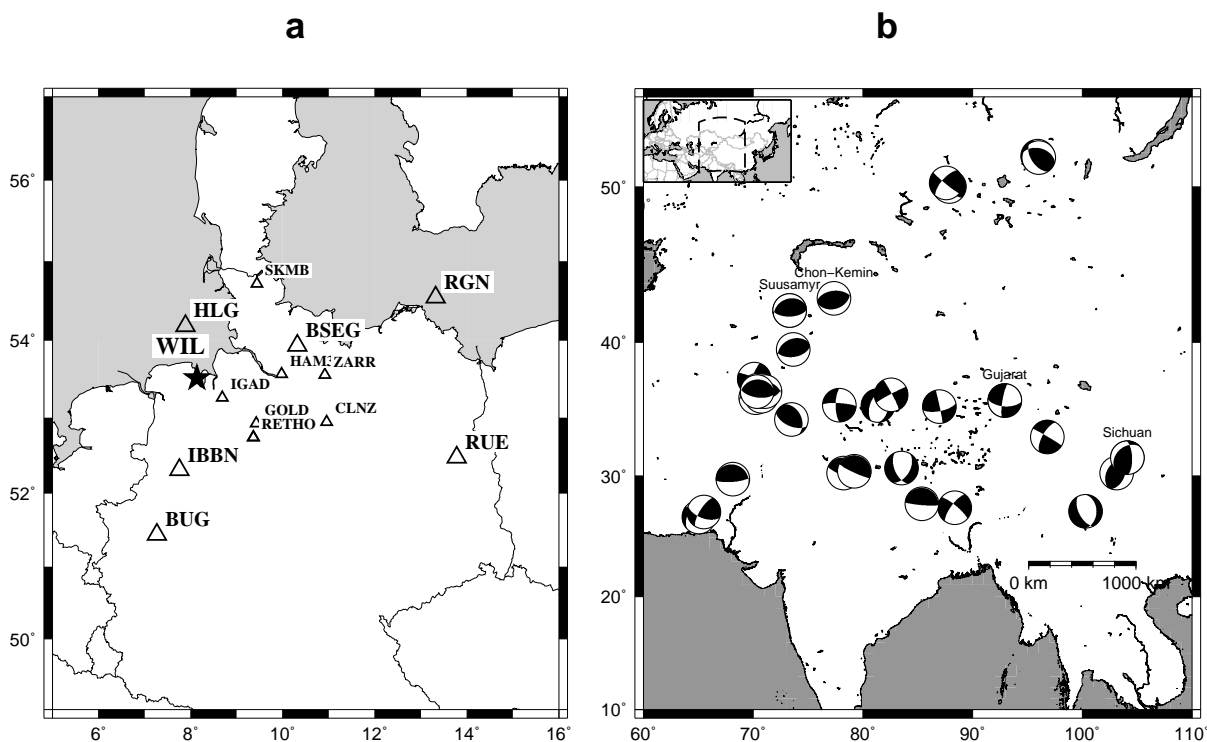 a
b
56˚
54˚
52˚
50˚
6
8
10
12
14
16
SKMB
RGN
HLG
BSEG
WIL
HAM
ZARR
IGAD
GOLD
CLNZ
RETHO
RUE
IBBN
BUG
50˚
40˚
30˚
20˚
10˚
60˚
70˚
80˚
90˚
100˚
110˚
Chon−Kemin
Suusamyr
Gujarat
Sichuan
0 km
1000 km